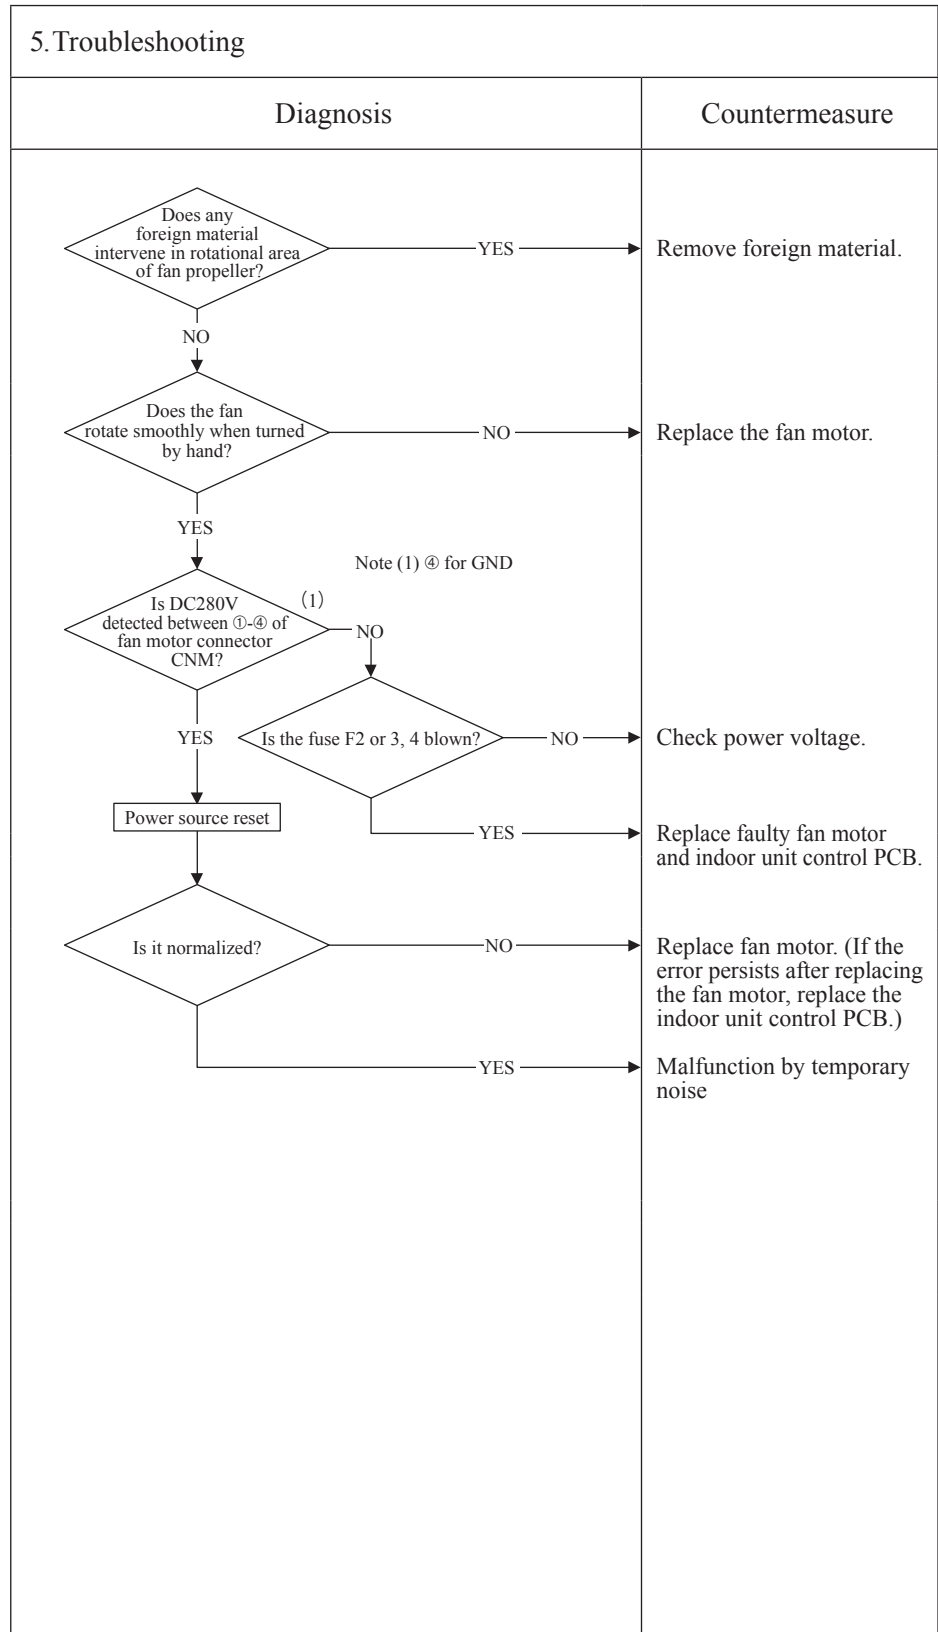 5.Troubleshooting
Diagnosis
Countermeasure
Does any
foreign material
intervene in rotational area
of fan propeller?
YES
Remove foreign material.
NO
Does the fan
rotate smoothly when turned
by hand?
NO
Replace the fan motor.
YES
Note (1) ④ for GND
Is DC280V
detected between ①-④ of
fan motor connector
CNM?
(1)
NO
YES
Is the fuse F2 or 3, 4 blown?
NO
Check power voltage.
Power source reset
YES
Replace faulty fan motor
and indoor unit control PCB.
Is it normalized?
NO
Replace fan motor. (If the
error persists after replacing
the fan motor, replace the
indoor unit control PCB.)
YES
Malfunction by temporary
noise